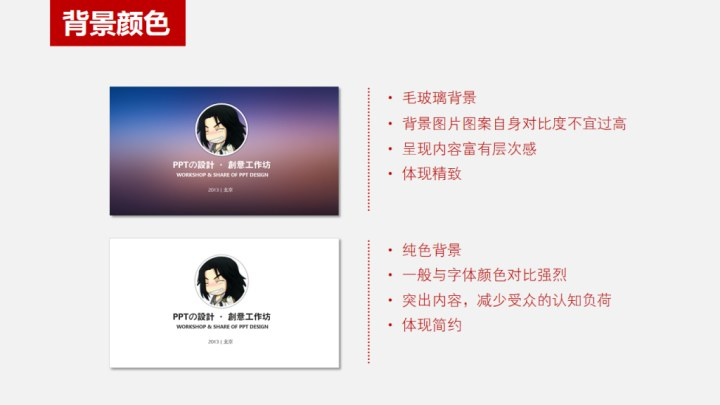 背景颜色
PPTの設計 · 創意工作坊
WORKSHOP & SHARE OF PPT DESIGN
2013 | 北京
• 毛玻璃背景
• 背景图片图案自身对比度不宜过高
• 呈现内容富有层次感
• 体现精致
PPTの設計 · 創意工作坊
WORKSHOP & SHARE OF PPT DESIGN
2013 | 北京
• 纯色背景
• 一般与字体颜色对比强烈
• 突出内容，减少受众的认知负荷
• 体现简约